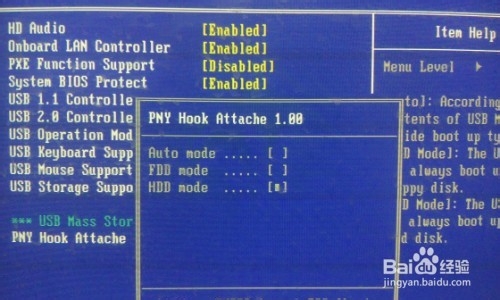 HD Audio [Enabled]
Onboard LAN Controller [Enabled]
PXE Function Support [Disabled]
System BIOS Protect [Enabled]
USB 1.1 Controlle
USB 2.0 Controlle
USB Operation Mod
USB Keyboard Supp
USB Mouse Support
USB Storage Suppo
*** USB Mass Stor
PNY Hook Attache
PNY Hook Attache 1.00
Auto mode ..... [ ]
FDD mode ..... [ ]
HDD mode ..... [■]
Item Help
Menu Level ▶
to]: According
tents of USB M
ide boot up ty
D Mode]: The U
always boot u
ppy disk.
D Mode]: The U
always boot up
d disk.
Bai 经验
jingyan.baidu.com